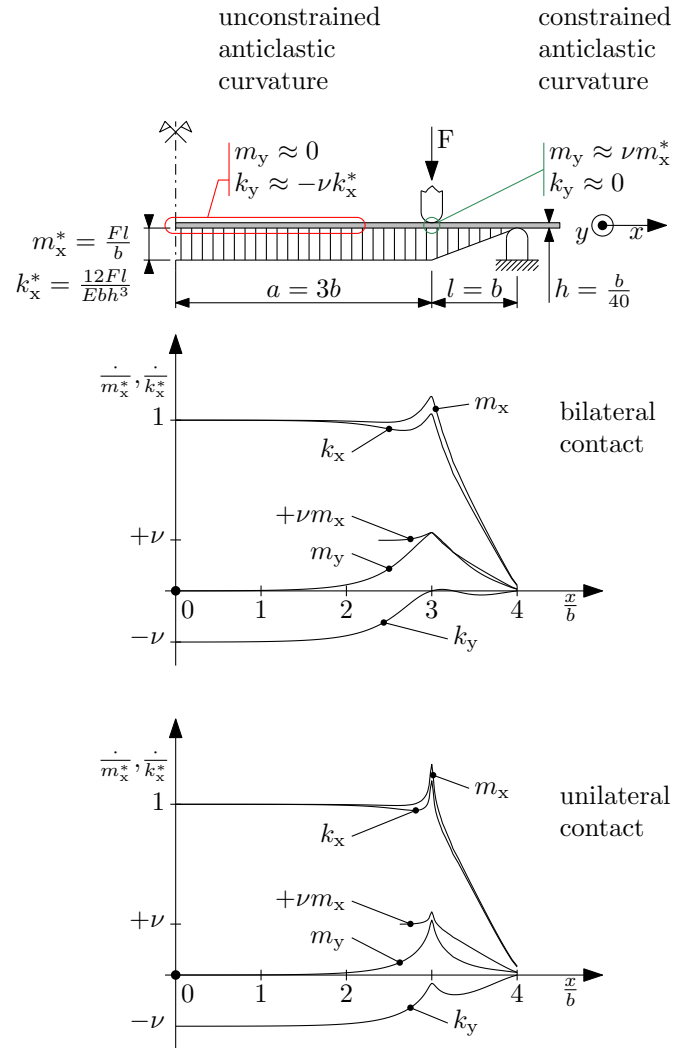 unconstrained
anticlastic
curvature
constrained
anticlastic
curvature
F
m_y ≈ 0
k_y ≈ −νk_x^*
m_y ≈ νm_x^*
k_y ≈ 0
m_x^* = Fl/b
k_x^* = 12Fl/Ebh^3
y
x
a = 3b
l = b
h = b/40
·/m_x^*, ·/k_x^*
1
m_x
k_x
bilateral
contact
+νm_x
+ν
m_y
0
1
2
3
4
x/b
−ν
k_y
·/m_x^*, ·/k_x^*
m_x
1
k_x
unilateral
contact
+νm_x
+ν
m_y
0
1
2
3
4
x/b
−ν
k_y